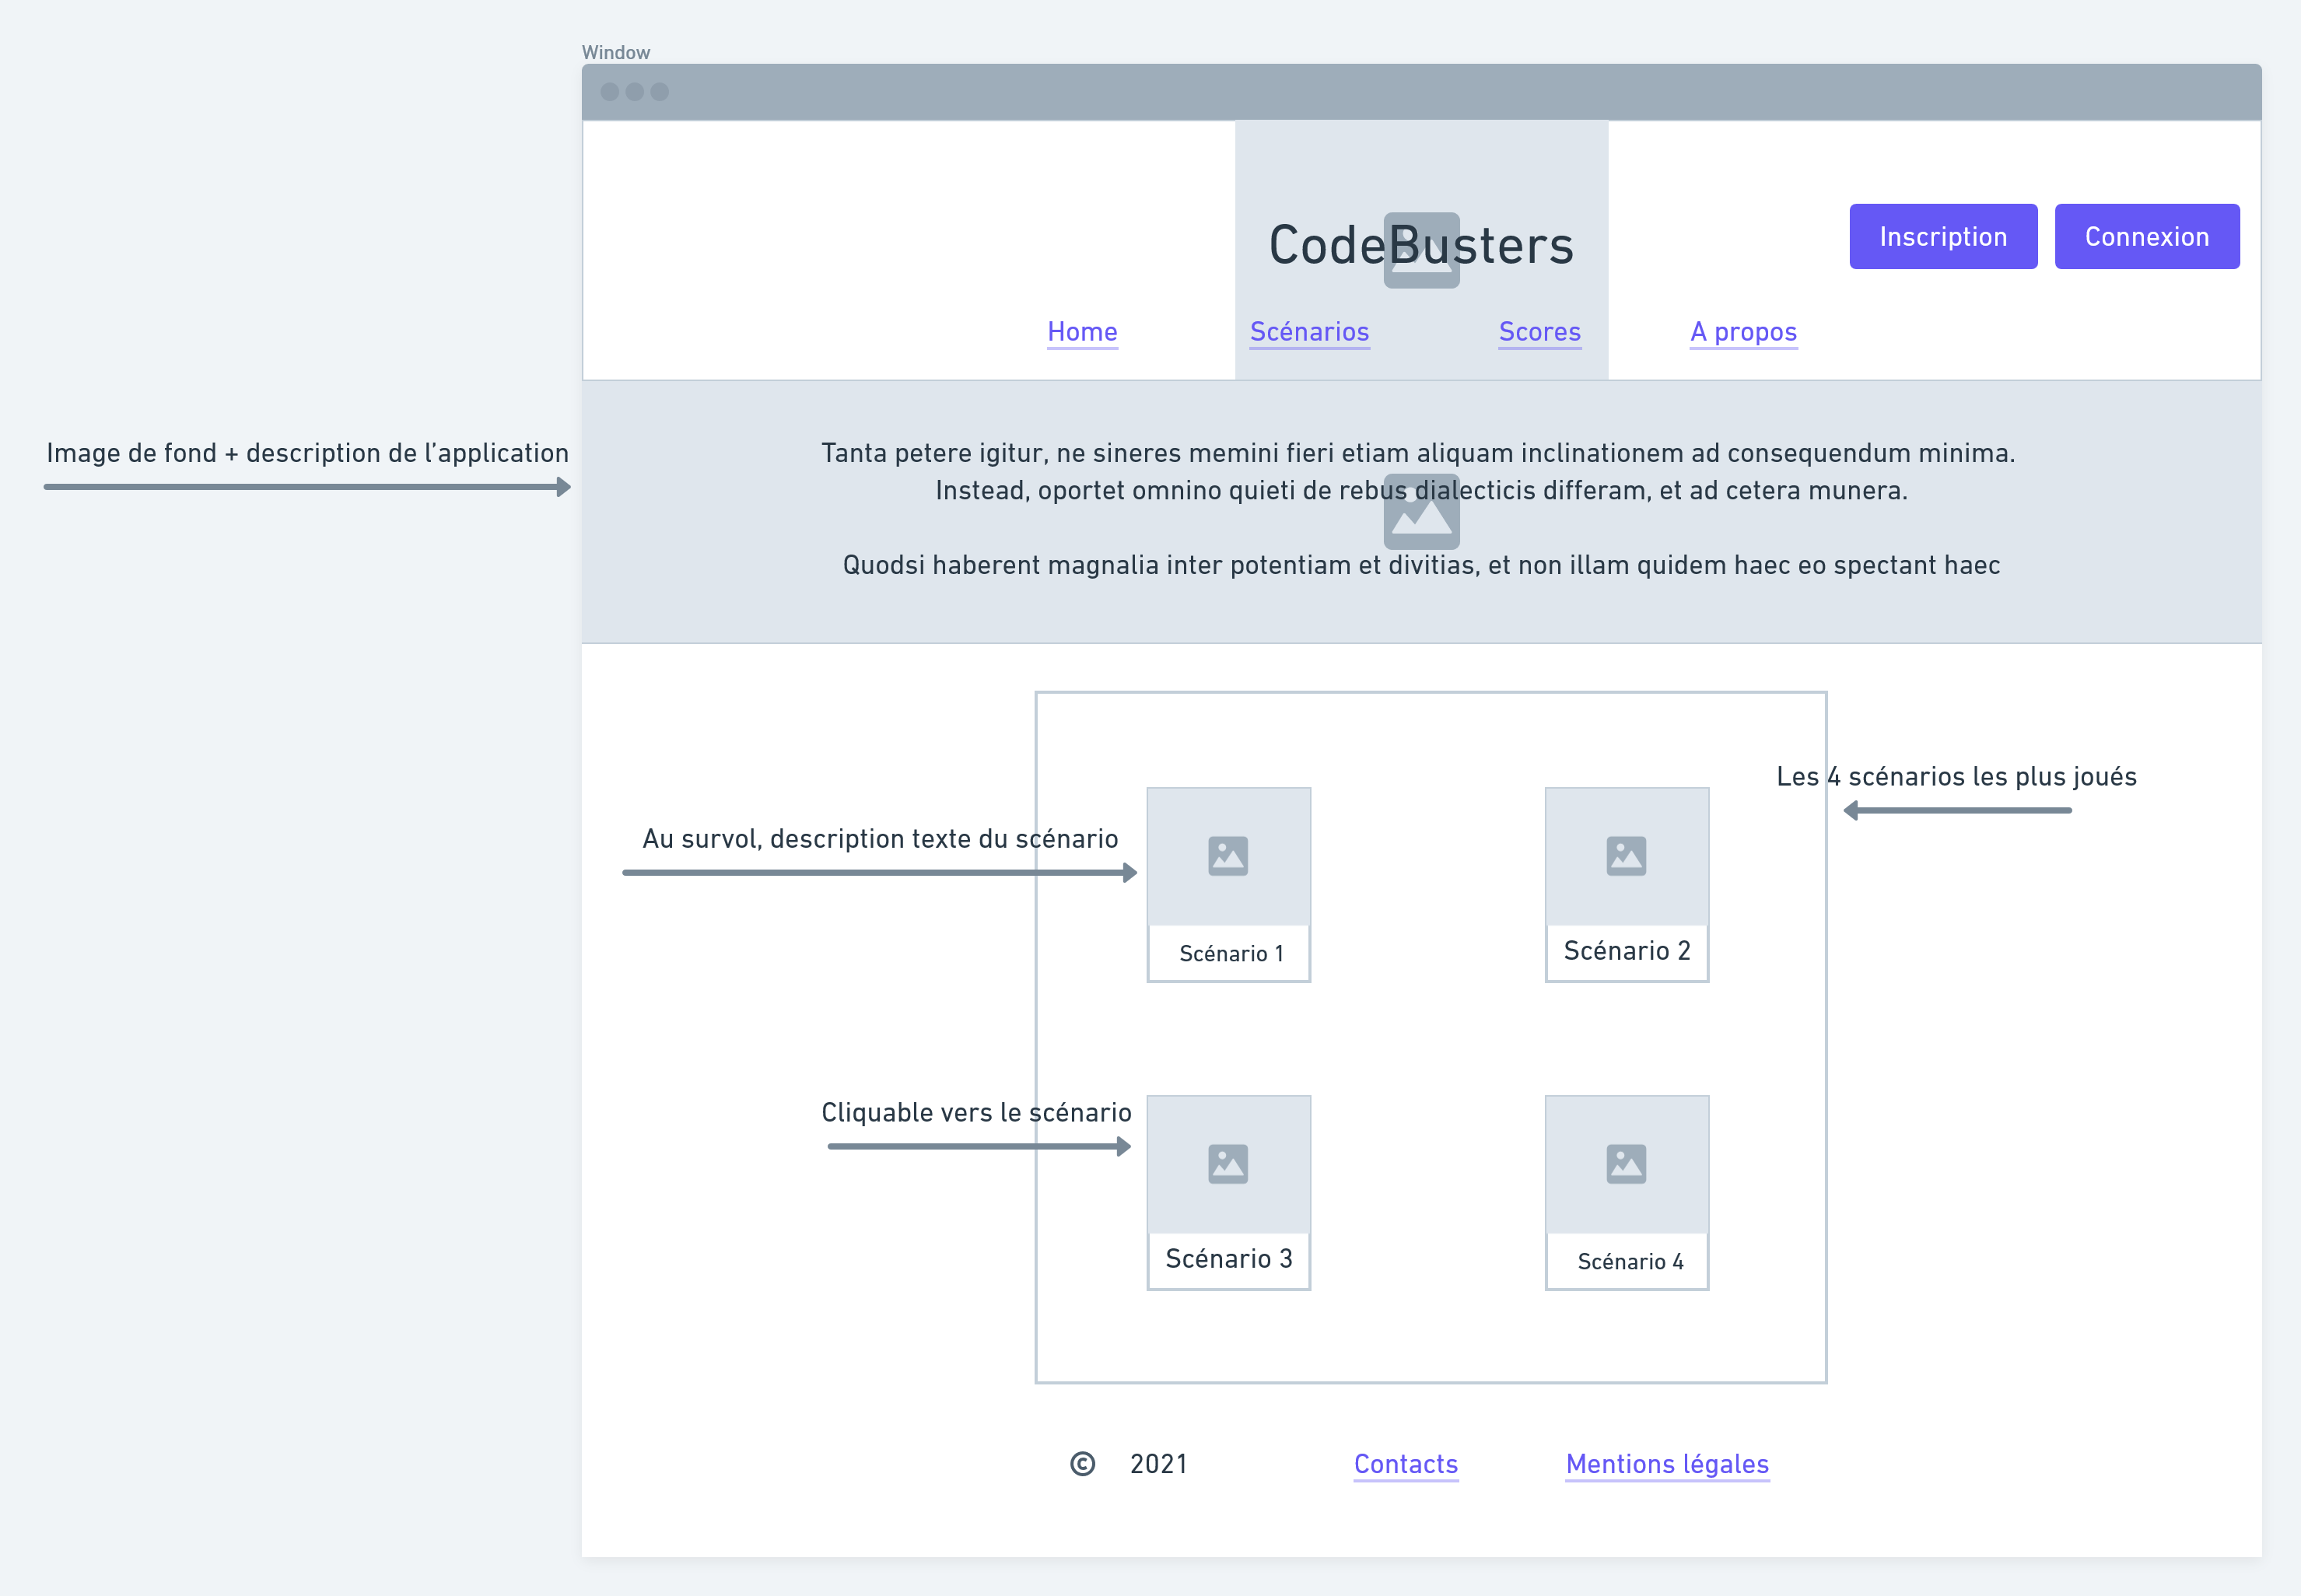 Window
CodeBusters
Inscription
Connexion
Home
Scénarios
Scores
A propos
Image de fond + description de l’application
Tanta petere igitur, ne sineres memini fieri etiam aliquam inclinationem ad consequendum minima.
Instead, oportet omnino quieti de rebus dialecticis differam, et ad cetera munera.
Quodsi haberent magnalia inter potentiam et divitias, et non illam quidem haec eo spectant haec
Les 4 scénarios les plus joués
Au survol, description texte du scénario
Scénario 1
Scénario 2
Cliquable vers le scénario
Scénario 3
Scénario 4
© 2021
Contacts
Mentions légales